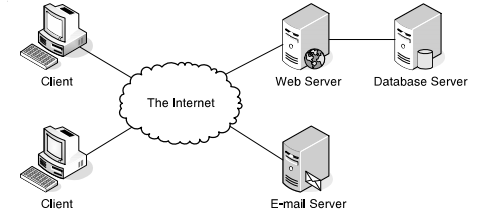 Client
Web Server
Database Server
The Internet
Client
E-mail Server